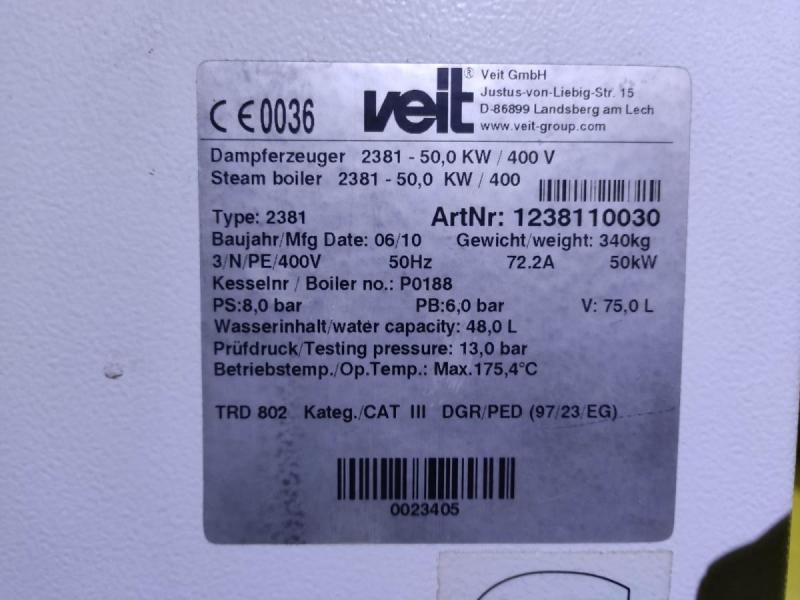 CE0036
veit®
Veit GmbH
Justus-von-Liebig-Str. 15
D-86899 Landsberg am Lech
www.veit-group.com
Dampferzeuger 2381 - 50,0 KW / 400 V
Steam boiler 2381 - 50,0 KW / 400
Type: 2381 ArtNr: 1238110030
Baujahr/Mfg Date: 06/10 Gewicht/weight: 340kg
3/N/PE/400V 50Hz 72.2A 50kW
Kesselnr / Boiler no.: P0188
PS:8,0 bar PB:6,0 bar V: 75,0 L
Wasserinhalt/water capacity: 48,0 L
Prüfdruck/Testing pressure: 13,0 bar
Betriebstemp./Op.Temp.: Max.175,4°C
TRD 802 Kateg./CAT III DGR/PED (97/23/EG)
0023405